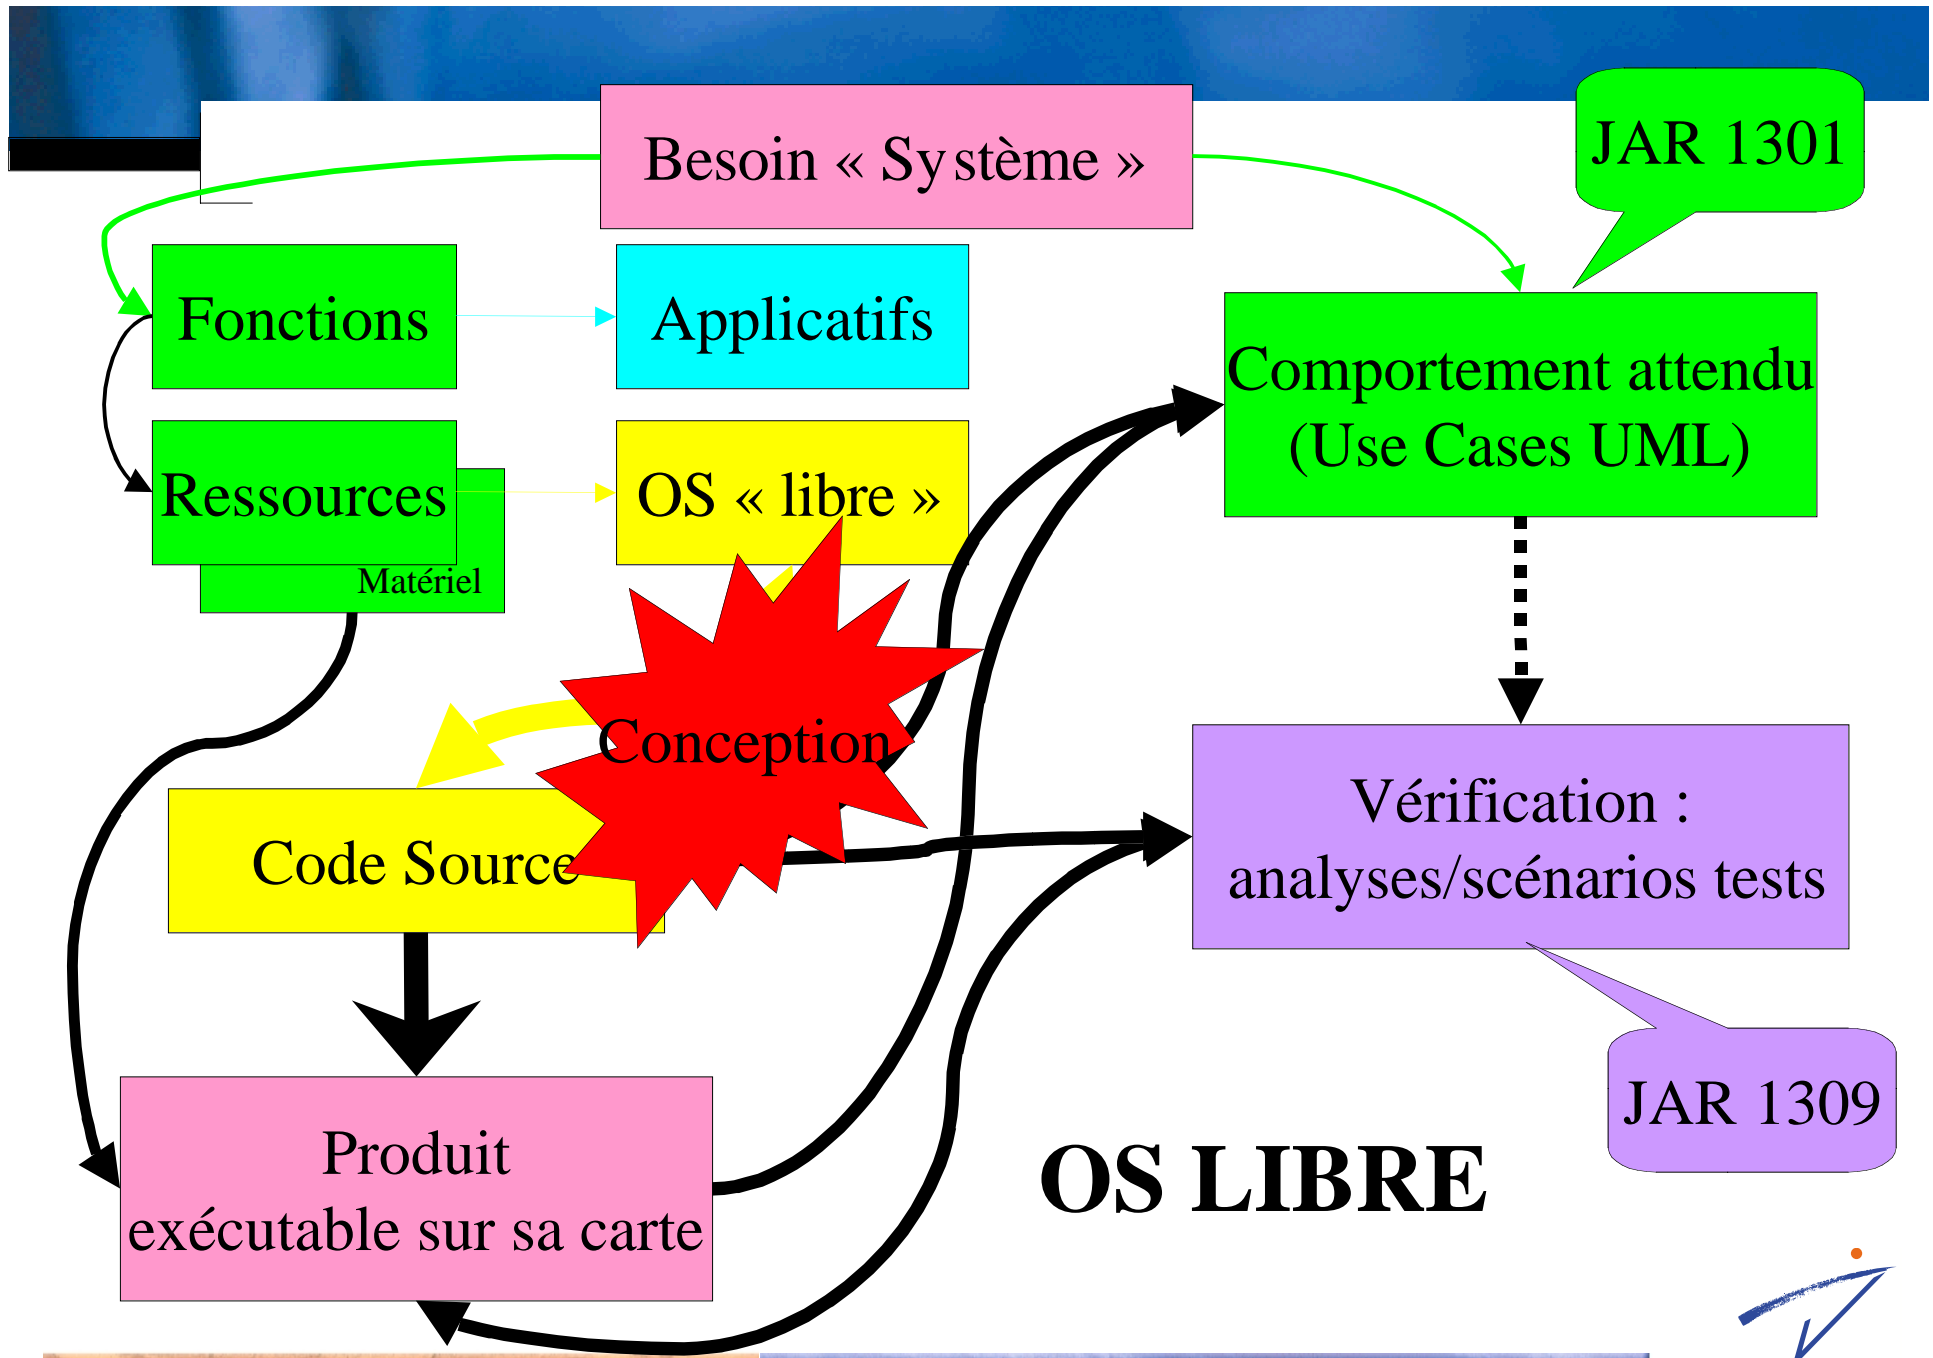 Besoin « Système »
JAR 1301
Fonctions
Applicatifs
Comportement attendu
(Use Cases UML)
Ressources
OS « libre »
Matériel
Conception
Code Source
Vérification :
analyses/scénarios tests
JAR 1309
Produit
exécutable sur sa carte
OS LIBRE